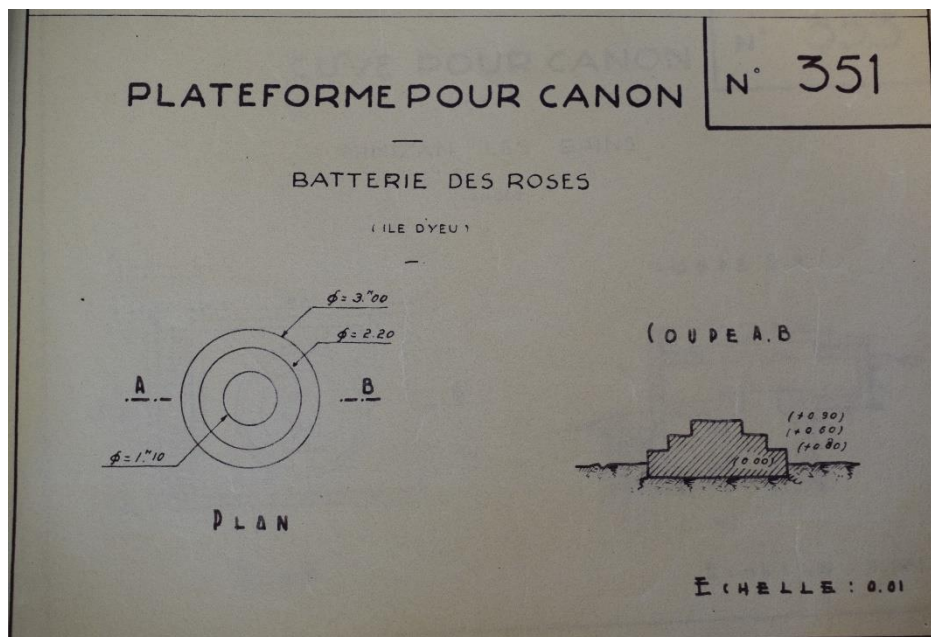 PLATEFORME POUR CANON
N° 351
BATTERIE DES ROSES
(ILE D'YEU)
φ = 3.ᵐ00
φ = 2.20
A
B
φ = 1.ᵐ10
PLAN
COUPE A.B
(+0.90)
(+0.60)
(+0.80)
(0.00)
ECHELLE : 0.01